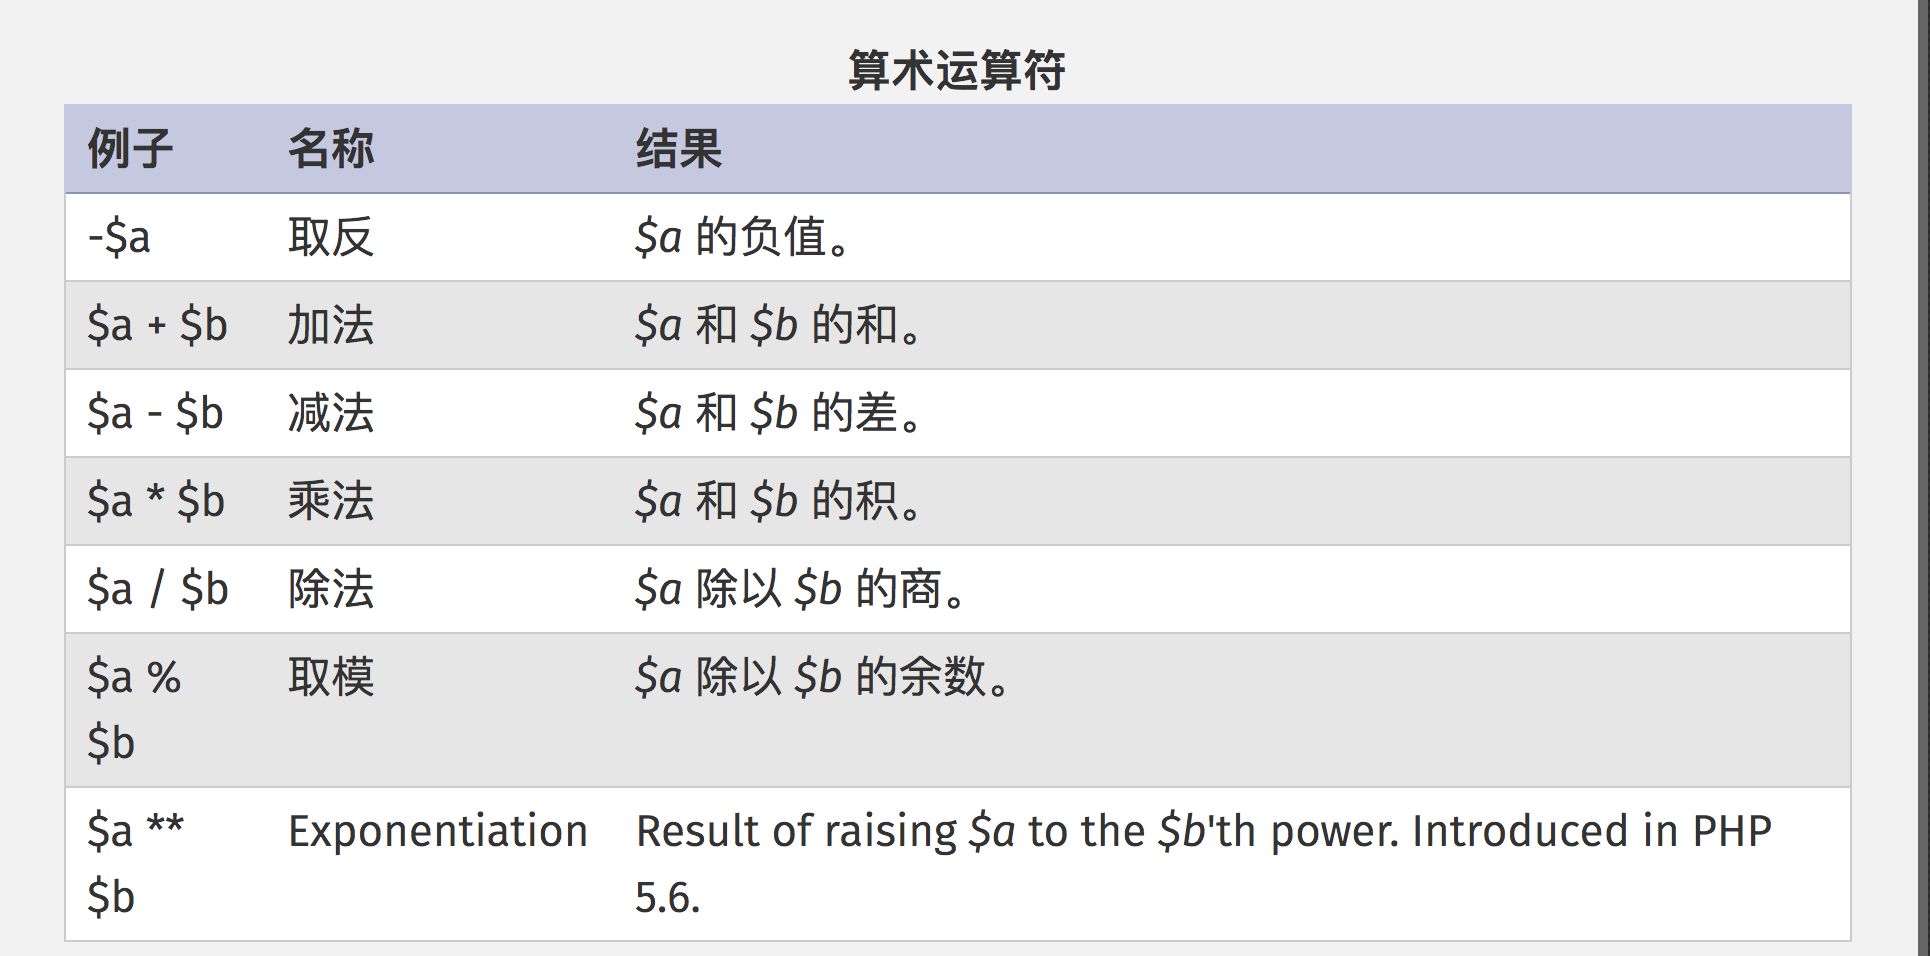 算术运算符
例子 名称 结果
-$a 取反 $a 的负值。
$a + $b 加法 $a 和 $b 的和。
$a - $b 减法 $a 和 $b 的差。
$a * $b 乘法 $a 和 $b 的积。
$a / $b 除法 $a 除以 $b 的商。
$a % 取模 $a 除以 $b 的余数。
$b
$a ** Exponentiation Result of raising $a to the $b'th power. Introduced in PHP
$b 5.6.